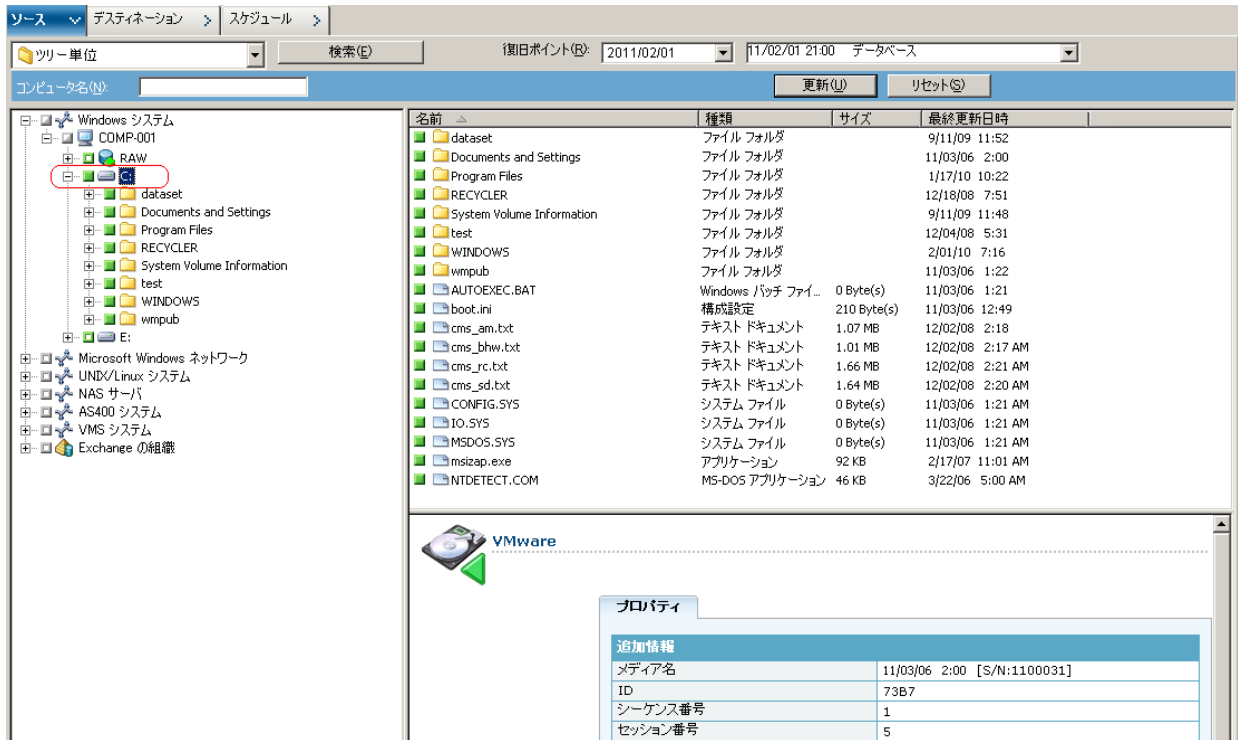 ソース デスティネーション スケジュール
ツリー単位 検索(E) 復旧ポイント(R): 2011/02/01 11/02/01 21:00 データベース
コンピュータ名(N): 更新(U) リセット(S)
Windows システム
COMP-001
RAW
C:
dataset
Documents and Settings
Program Files
RECYCLER
System Volume Information
test
WINDOWS
wmpub
E:
Microsoft Windows ネットワーク
UNIX/Linux システム
NAS サーバ
AS400 システム
VMS システム
Exchange の組織
名前 種類 サイズ 最終更新日時
dataset ファイル フォルダ 9/11/09 11:52
Documents and Settings ファイル フォルダ 11/03/06 2:00
Program Files ファイル フォルダ 1/17/10 10:22
RECYCLER ファイル フォルダ 12/18/08 7:51
System Volume Information ファイル フォルダ 9/11/09 11:48
test ファイル フォルダ 12/04/08 5:31
WINDOWS ファイル フォルダ 2/01/10 7:16
wmpub ファイル フォルダ 11/03/06 1:22
AUTOEXEC.BAT Windows バッチ ファイ... 0 Byte(s) 11/03/06 1:21
boot.ini 構成設定 210 Byte(s) 11/03/06 12:49
cms_am.txt テキスト ドキュメント 1.07 MB 12/02/08 2:18
cms_bhw.txt テキスト ドキュメント 1.01 MB 12/02/08 2:17 AM
cms_rc.txt テキスト ドキュメント 1.66 MB 12/02/08 2:21 AM
cms_sd.txt テキスト ドキュメント 1.64 MB 12/02/08 2:20 AM
CONFIG.SYS システム ファイル 0 Byte(s) 11/03/06 1:21 AM
IO.SYS システム ファイル 0 Byte(s) 11/03/06 1:21 AM
MSDOS.SYS システム ファイル 0 Byte(s) 11/03/06 1:21 AM
msizap.exe アプリケーション 92 KB 2/17/07 11:01 AM
NTDETECT.COM MS-DOS アプリケーション 46 KB 3/22/06 5:00 AM
VMware
プロパティ
追加情報
メディア名 11/03/06 2:00 [S/N:1100031]
ID 73B7
シーケンス番号 1
セッション番号 5